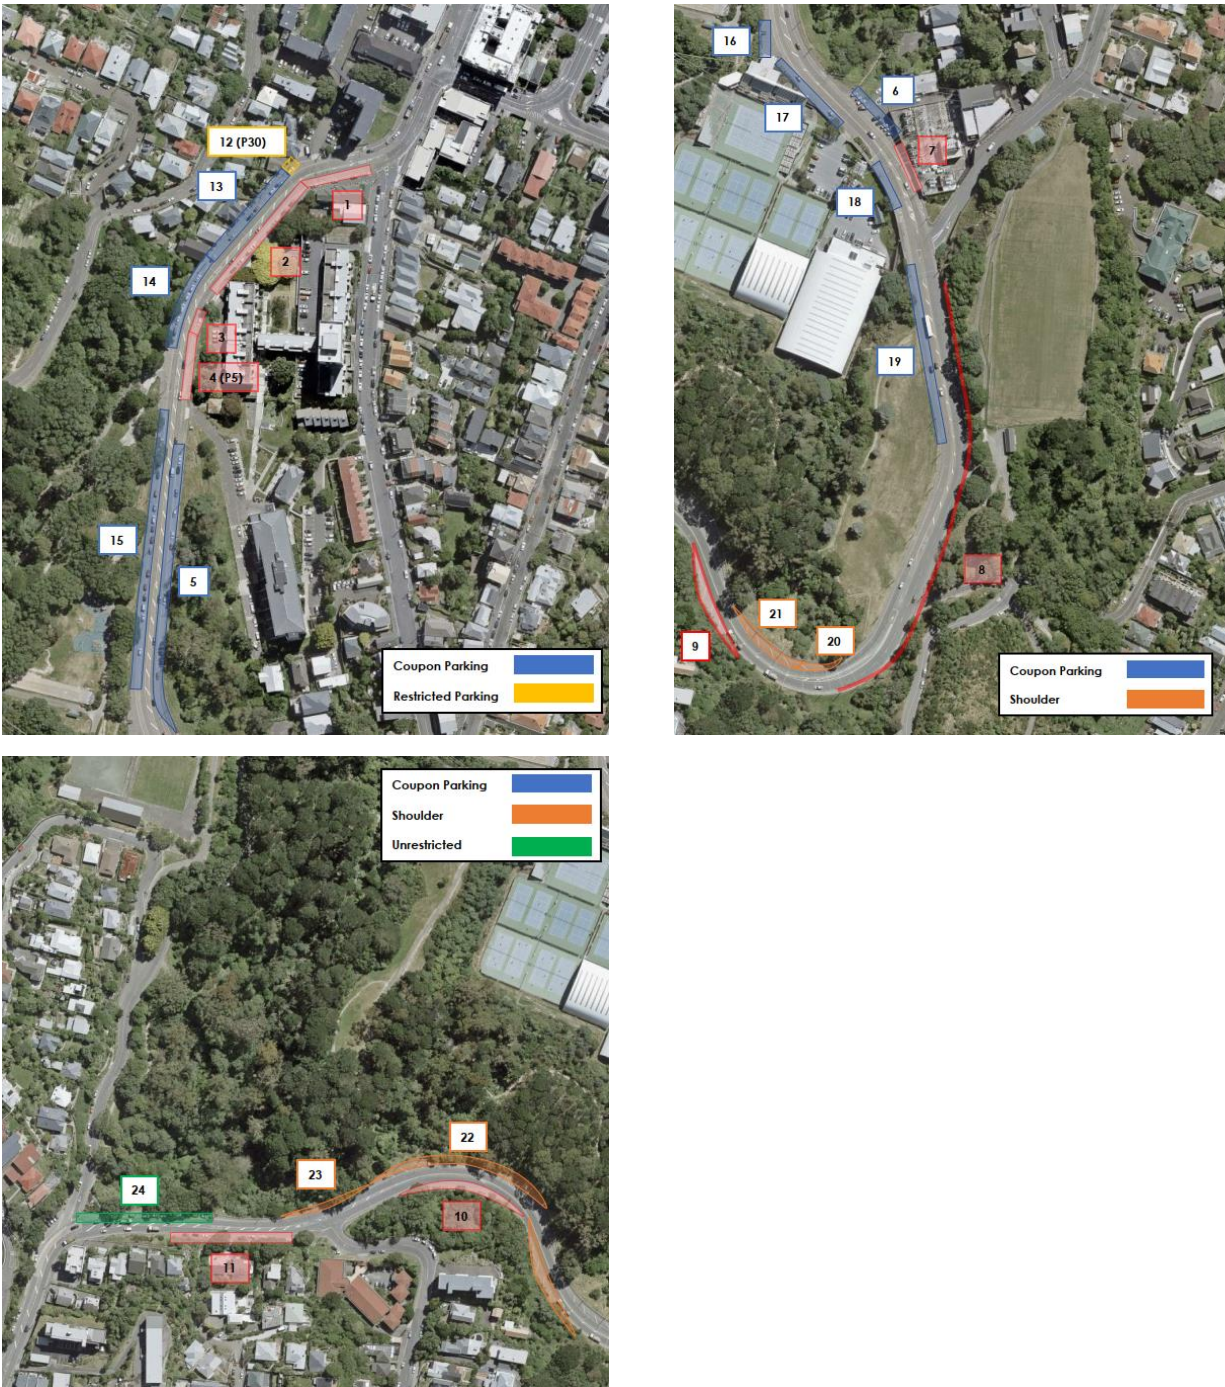 12 (P30)
13
1
2
14
3
4 (P5)
15
5
Coupon Parking
Restricted Parking
16
6
17
7
18
19
8
21
20
9
Coupon Parking
Shoulder
Coupon Parking
Shoulder
Unrestricted
22
23
24
10
11